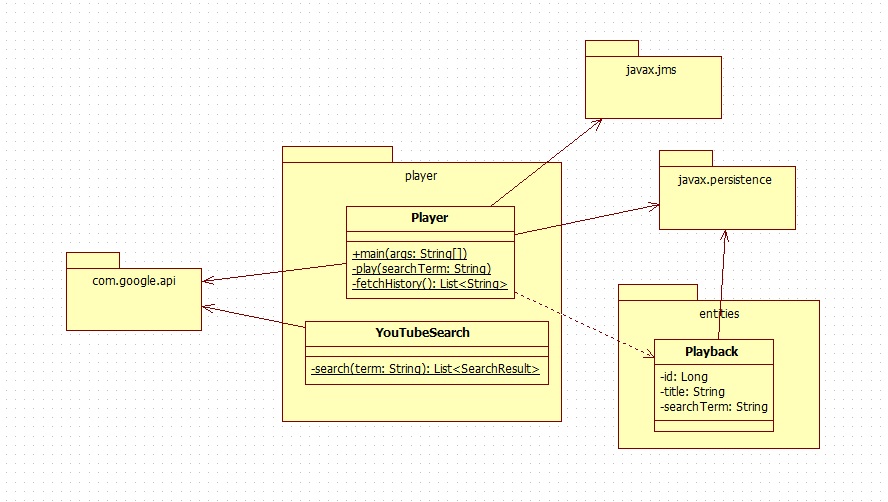 javax.jms
player
javax.persistence
Player
+main(args: String[])
-play(searchTerm: String)
-fetchHistory(): List<String>
com.google.api
YouTubeSearch
-search(term: String): List<SearchResult>
entities
Playback
-id: Long
-title: String
-searchTerm: String